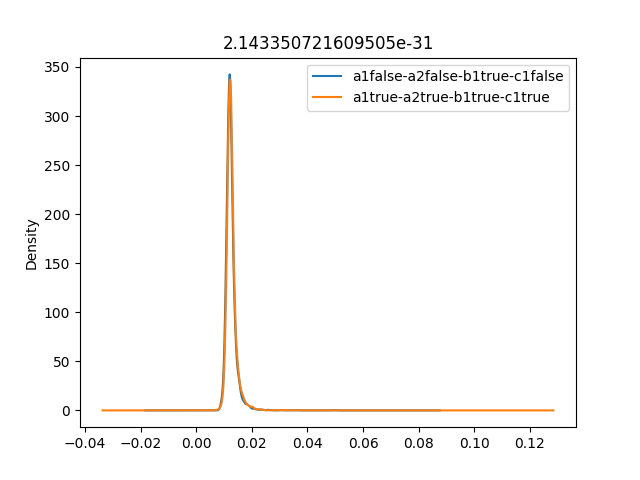 2.143350721609505e-31
a1false-a2false-b1true-c1false
a1true-a2true-b1true-c1true
Density
350
300
250
200
150
100
50
0
−0.04 −0.02 0.00 0.02 0.04 0.06 0.08 0.10 0.12